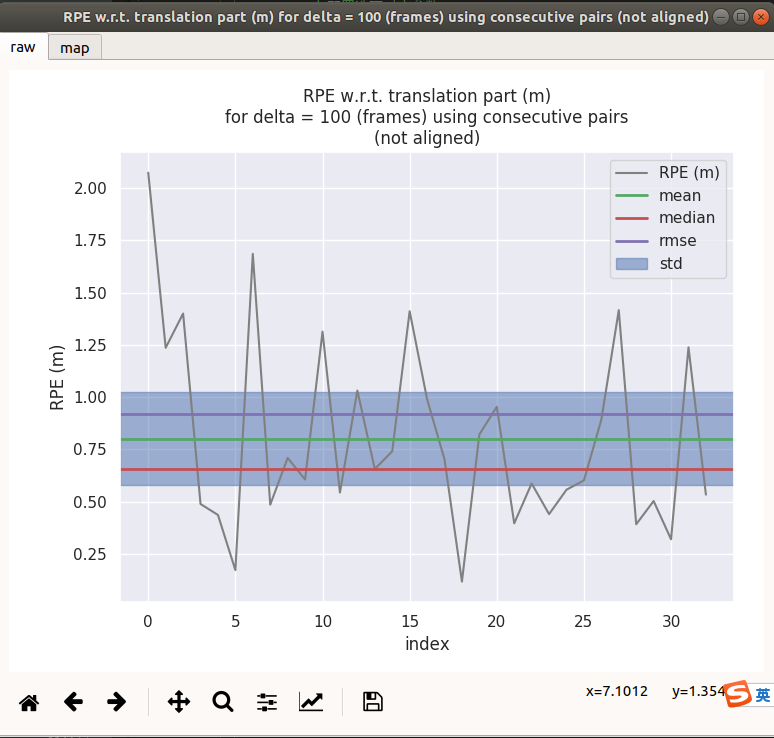 RPE w.r.t. translation part (m) for delta = 100 (frames) using consecutive pairs (not aligned)
raw
map
RPE w.r.t. translation part (m)
for delta = 100 (frames) using consecutive pairs
(not aligned)
RPE (m)
mean
median
rmse
std
2.00
1.75
1.50
1.25
1.00
0.75
0.50
0.25
RPE (m)
0
5
10
15
20
25
30
index
x=7.1012 y=1.354
英